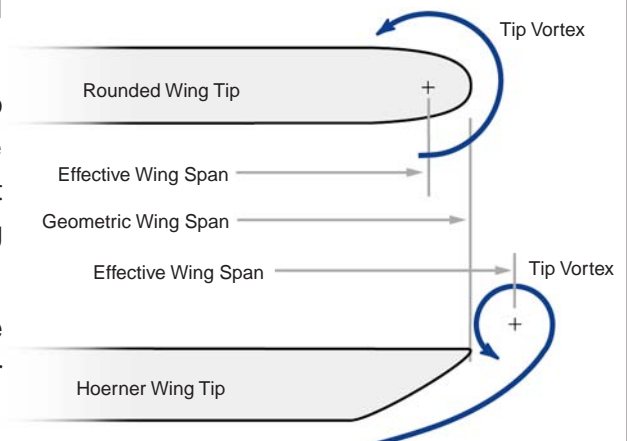 Tip Vortex
Rounded Wing Tip
Effective Wing Span
Geometric Wing Span
Effective Wing Span
Tip Vortex
Hoerner Wing Tip